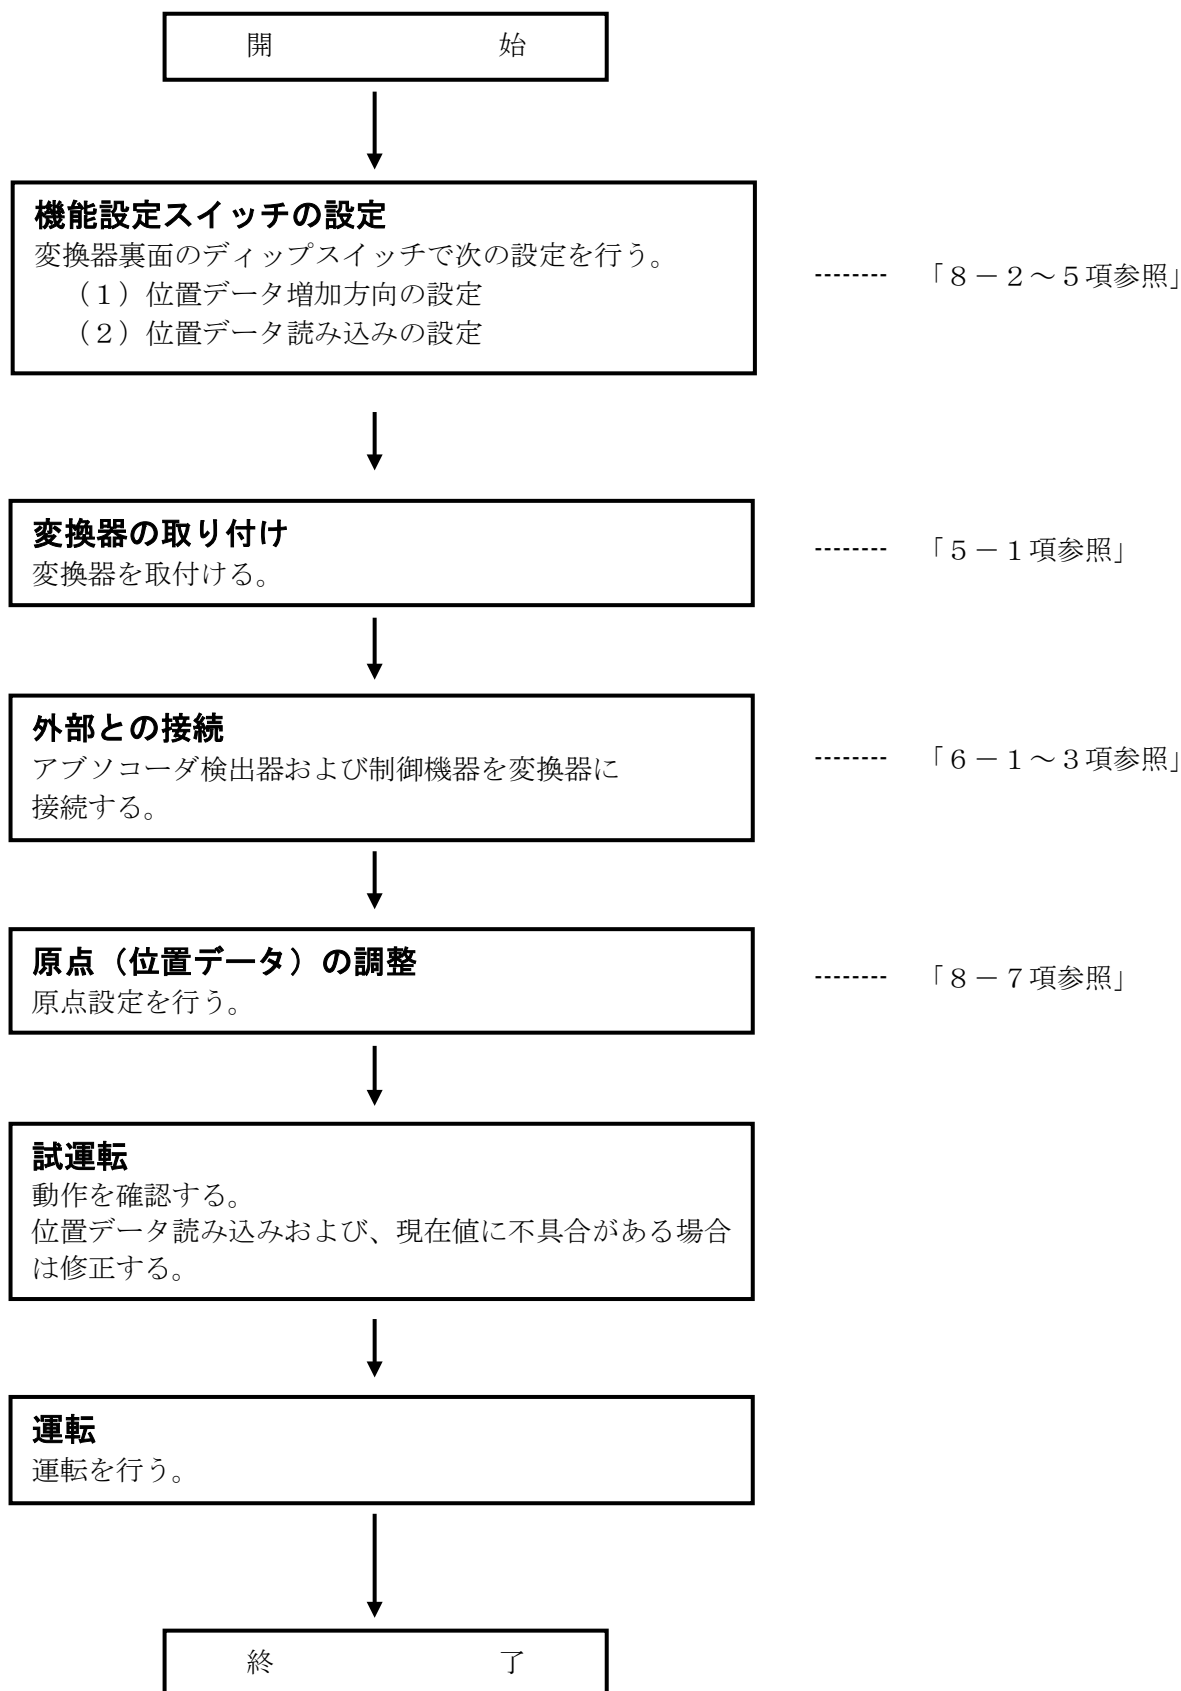 開　　　　　　　　始
機能設定スイッチの設定
変換器裏面のディップスイッチで次の設定を行う。
（１）位置データ増加方向の設定
（２）位置データ読み込みの設定
-------- 「８－２～５項参照」
変換器の取り付け
変換器を取付ける。
-------- 「５－１項参照」
外部との接続
アブソコーダ検出器および制御機器を変換器に
接続する。
-------- 「６－１～３項参照」
原点（位置データ）の調整
原点設定を行う。
-------- 「８－７項参照」
試運転
動作を確認する。
位置データ読み込みおよび、現在値に不具合がある場合
は修正する。
運転
運転を行う。
終　　　　　　　　了